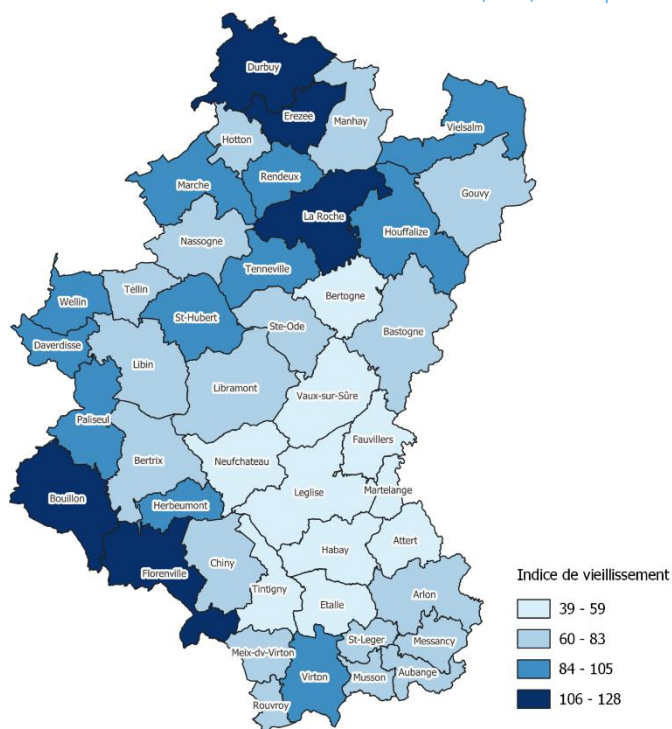 Durbuy
Erezee
Manhay
Hotton
Vielsalm
Marche
Rendeux
Gouvy
La Roche
Houffalize
Nassogne
Tenneville
Bertogne
Wellin
Tellin
St-Hubert
Ste-Ode
Bastogne
Daverdisse
Libin
Libramont
Vaux-sur-Sûre
Paliseul
Fauvillers
Bertrix
Neufchateau
Bouillon
Herbeumont
Leglise
Martelange
Habay
Attert
Florenville
Chiny
Tintigny
Etalle
Arlon
St-Leger
Messancy
Meix-dv-Virton
Virton
Musson
Aubange
Rouvroy
Indice de vieillissement
39 - 59
60 - 83
84 - 105
106 - 128